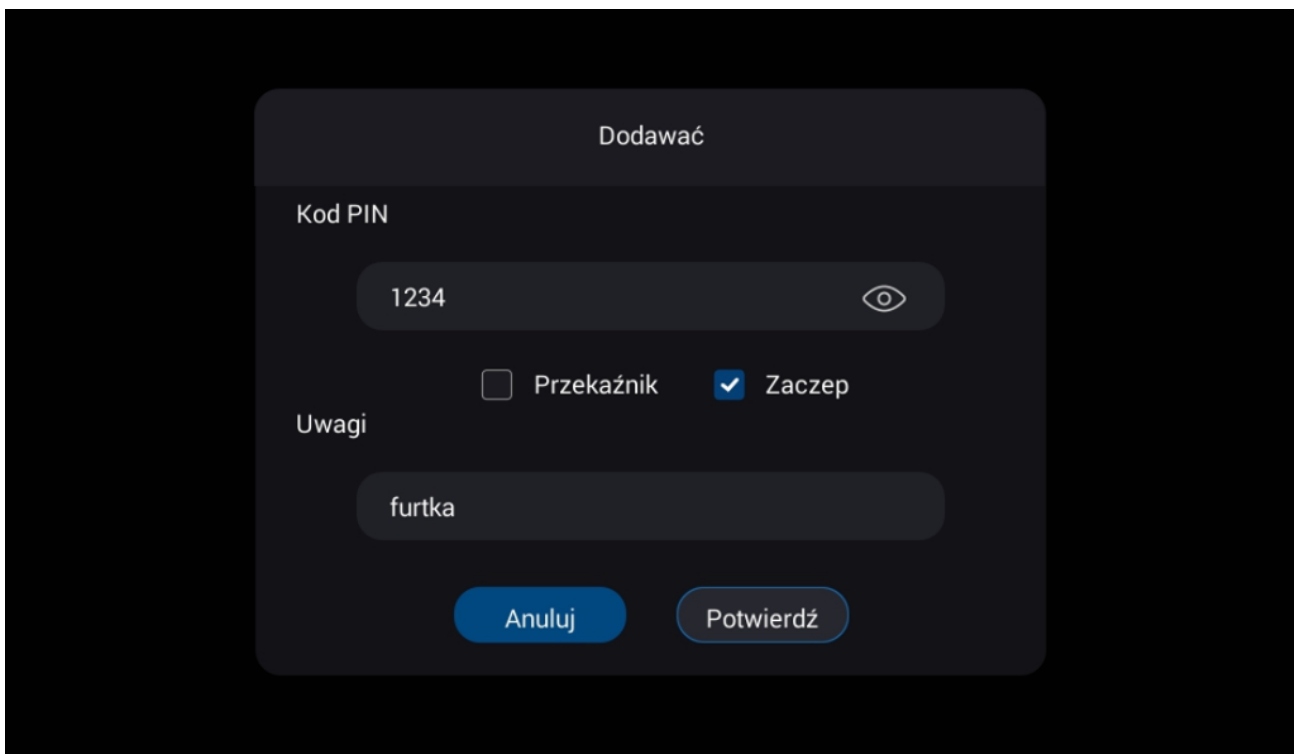 Dodawać
Kod PIN
1234
Przekaźnik Zaczep
Uwagi
furtka
Anuluj Potwierdź